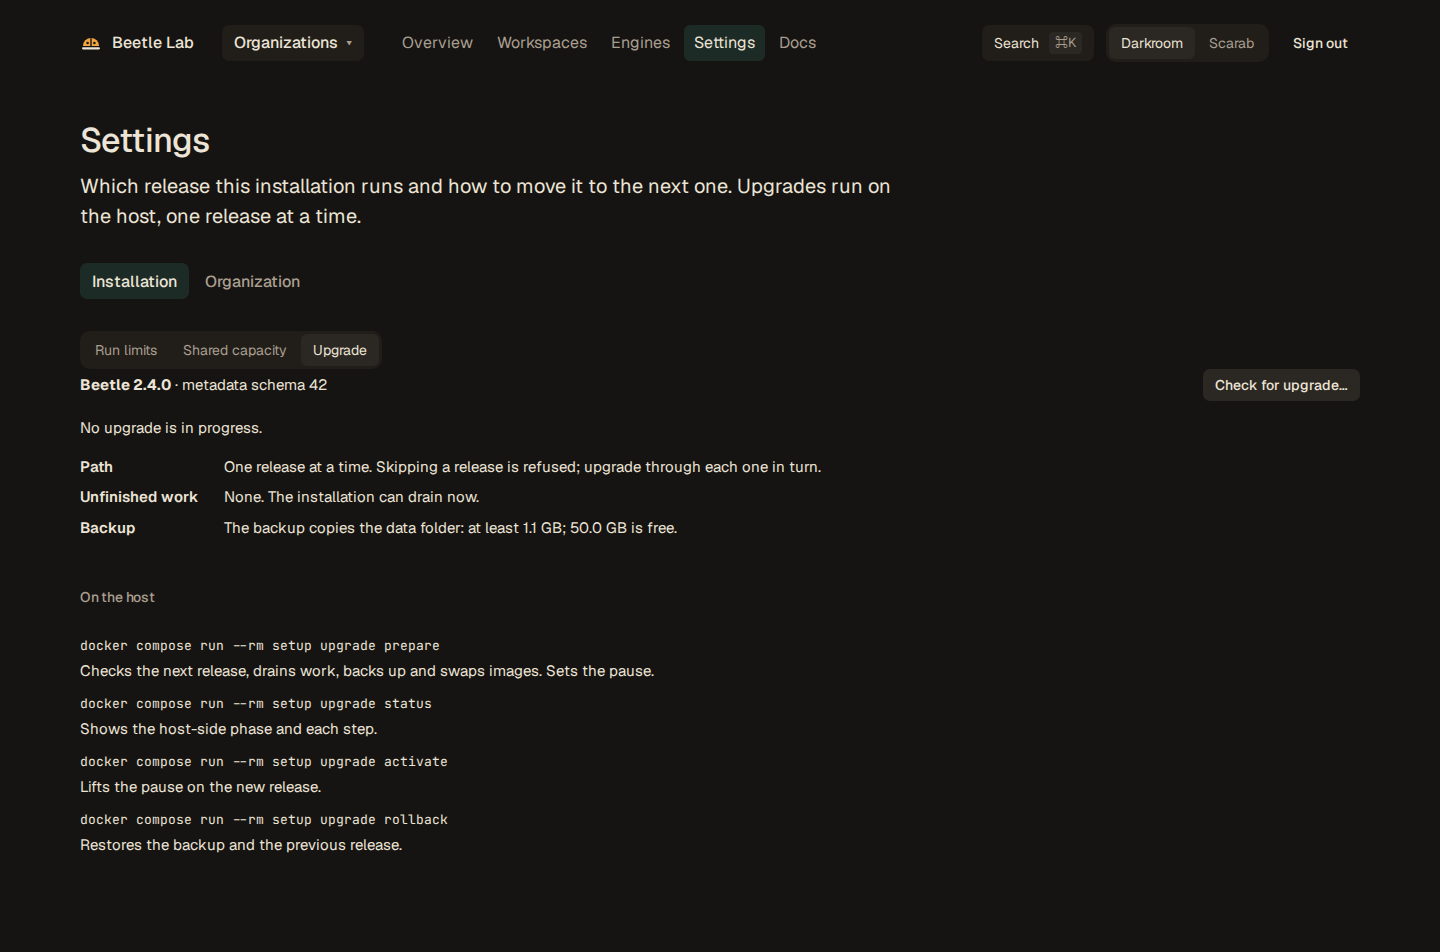 Beetle Lab Organizations ▾ Overview Workspaces Engines Settings Docs Search ⌘K Darkroom Scarab Sign out
Settings
Which release this installation runs and how to move it to the next one. Upgrades run on
the host, one release at a time.
Installation Organization
Run limits Shared capacity Upgrade
Beetle 2.4.0 · metadata schema 42 Check for upgrade…
No upgrade is in progress.
Path One release at a time. Skipping a release is refused; upgrade through each one in turn.
Unfinished work None. The installation can drain now.
Backup The backup copies the data folder: at least 1.1 GB; 50.0 GB is free.
On the host
docker compose run --rm setup upgrade prepare
Checks the next release, drains work, backs up and swaps images. Sets the pause.
docker compose run --rm setup upgrade status
Shows the host-side phase and each step.
docker compose run --rm setup upgrade activate
Lifts the pause on the new release.
docker compose run --rm setup upgrade rollback
Restores the backup and the previous release.